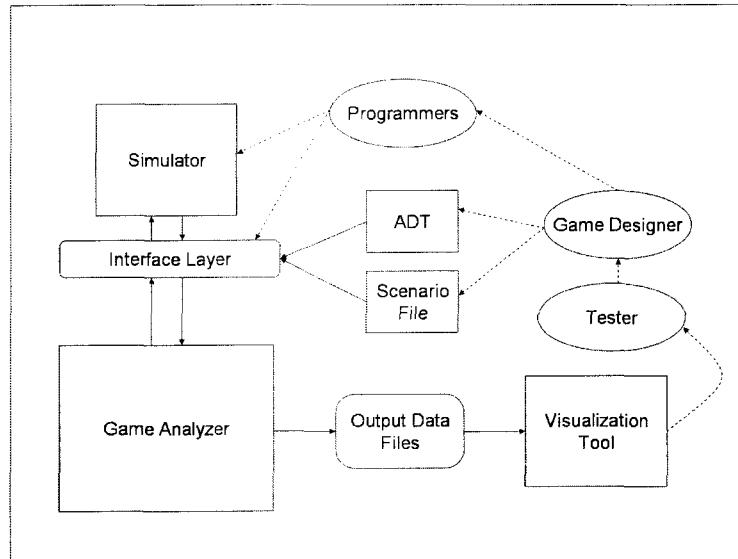 Programmers
Simulator
ADT
Game Designer
Interface Layer
Scenario
File
Tester
Game Analyzer
Output Data
Files
Visualization
Tool